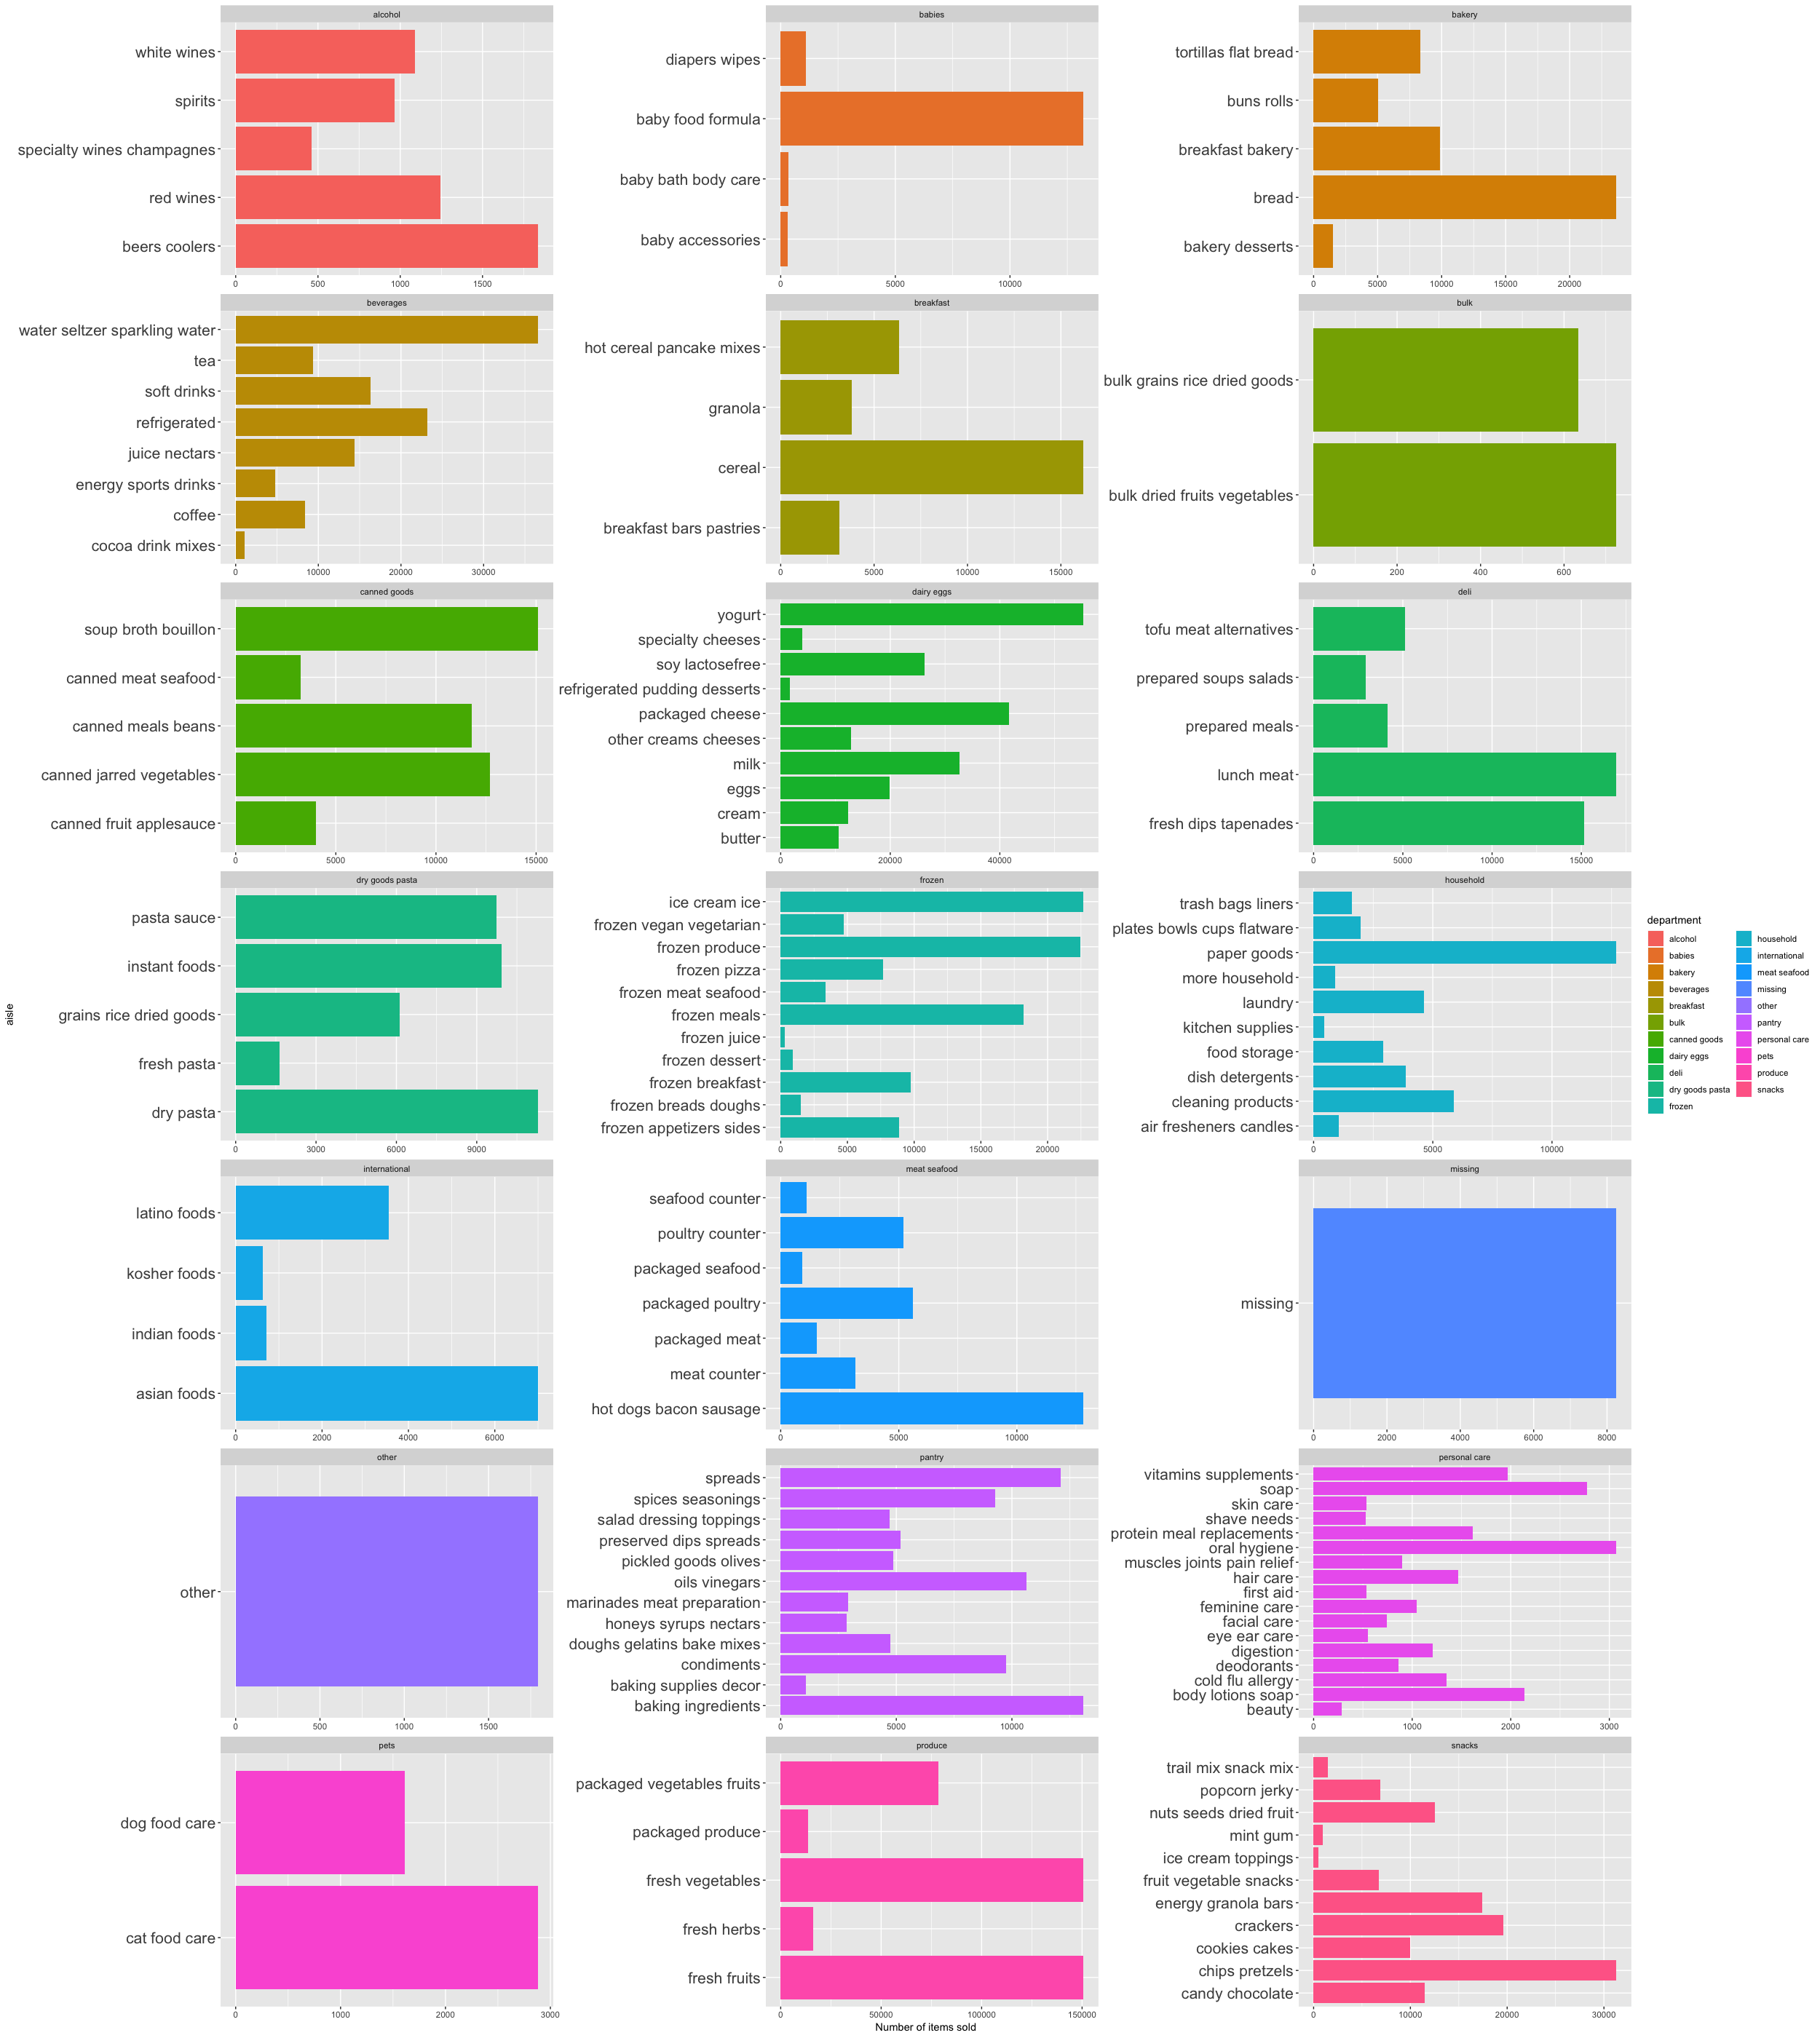 alcohol
white wines
spirits
specialty wines champagnes
red wines
beers coolers
0 500 1000 1500
babies
diapers wipes
baby food formula
baby bath body care
baby accessories
0 5000 10000
bakery
tortillas flat bread
buns rolls
breakfast bakery
bread
bakery desserts
0 5000 10000 15000 20000
beverages
water seltzer sparkling water
tea
soft drinks
refrigerated
juice nectars
energy sports drinks
coffee
cocoa drink mixes
0 10000 20000 30000
breakfast
hot cereal pancake mixes
granola
cereal
breakfast bars pastries
0 5000 10000 15000
bulk
bulk grains rice dried goods
bulk dried fruits vegetables
0 200 400 600
canned goods
soup broth bouillon
canned meat seafood
canned meals beans
canned jarred vegetables
canned fruit applesauce
0 5000 10000 15000
dairy eggs
yogurt
specialty cheeses
soy lactosefree
refrigerated pudding desserts
packaged cheese
other creams cheeses
milk
eggs
cream
butter
0 20000 40000
deli
tofu meat alternatives
prepared soups salads
prepared meals
lunch meat
fresh dips tapenades
0 5000 10000 15000
dry goods pasta
pasta sauce
instant foods
grains rice dried goods
fresh pasta
dry pasta
0 3000 6000 9000
frozen
ice cream ice
frozen vegan vegetarian
frozen produce
frozen pizza
frozen meat seafood
frozen meals
frozen juice
frozen dessert
frozen breakfast
frozen breads doughs
frozen appetizers sides
0 5000 10000 15000 20000
household
trash bags liners
plates bowls cups flatware
paper goods
more household
laundry
kitchen supplies
food storage
dish detergents
cleaning products
air fresheners candles
0 5000 10000
international
latino foods
kosher foods
indian foods
asian foods
0 2000 4000 6000
meat seafood
seafood counter
poultry counter
packaged seafood
packaged poultry
packaged meat
meat counter
hot dogs bacon sausage
0 5000 10000
missing
missing
0 2000 4000 6000 8000
other
other
0 500 1000 1500
pantry
spreads
spices seasonings
salad dressing toppings
preserved dips spreads
pickled goods olives
oils vinegars
marinades meat preparation
honeys syrups nectars
doughs gelatins bake mixes
condiments
baking supplies decor
baking ingredients
0 5000 10000
personal care
vitamins supplements
soap
skin care
shave needs
protein meal replacements
oral hygiene
muscles joints pain relief
hair care
first aid
feminine care
facial care
eye ear care
digestion
deodorants
cold flu allergy
body lotions soap
beauty
0 1000 2000 3000
pets
dog food care
cat food care
0 1000 2000 3000
produce
packaged vegetables fruits
packaged produce
fresh vegetables
fresh herbs
fresh fruits
0 50000 100000 150000
snacks
trail mix snack mix
popcorn jerky
nuts seeds dried fruit
mint gum
ice cream toppings
fruit vegetable snacks
energy granola bars
crackers
cookies cakes
chips pretzels
candy chocolate
0 10000 20000 30000
Number of items sold
aisle
department
alcohol
babies
bakery
beverages
breakfast
bulk
canned goods
dairy eggs
deli
dry goods pasta
frozen
household
international
meat seafood
missing
other
pantry
personal care
pets
produce
snacks